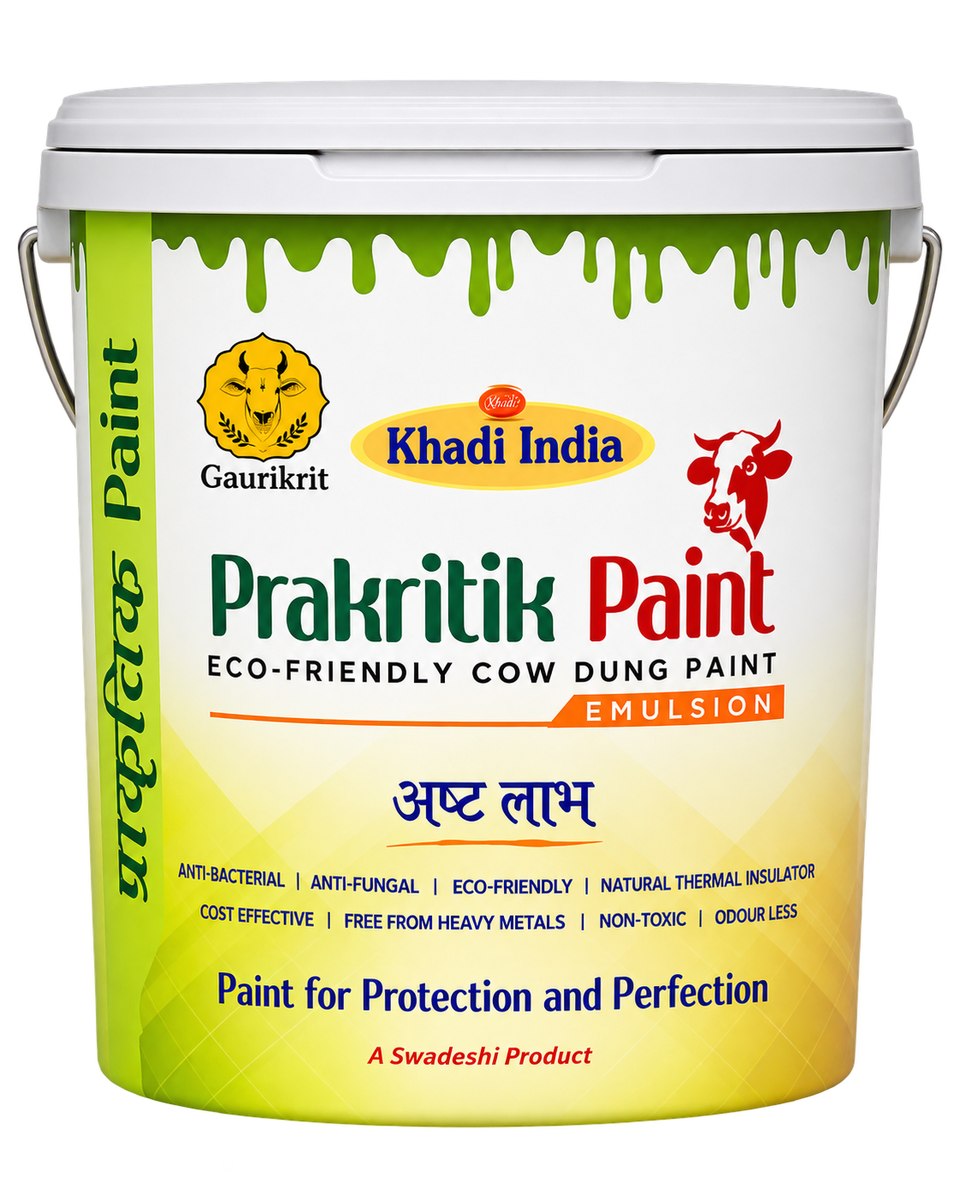 प्राकृतिक Paint
Gaurikrit
Khadi
Khadi India
Prakritik Paint
ECO-FRIENDLY COW DUNG PAINT
EMULSION
अष्ट लाभ
ANTI-BACTERIAL | ANTI-FUNGAL | ECO-FRIENDLY | NATURAL THERMAL INSULATOR
COST EFFECTIVE | FREE FROM HEAVY METALS | NON-TOXIC | ODOUR LESS
Paint for Protection and Perfection
A Swadeshi Product